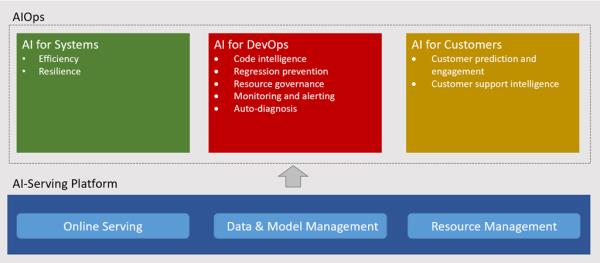 AIOps
AI for Systems
• Efficiency
• Resilience
AI for DevOps
• Code intelligence
• Regression prevention
• Resource governance
• Monitoring and alerting
• Auto-diagnosis
AI for Customers
• Customer prediction and
engagement
• Customer support intelligence
AI-Serving Platform
Online Serving
Data & Model Management
Resource Management